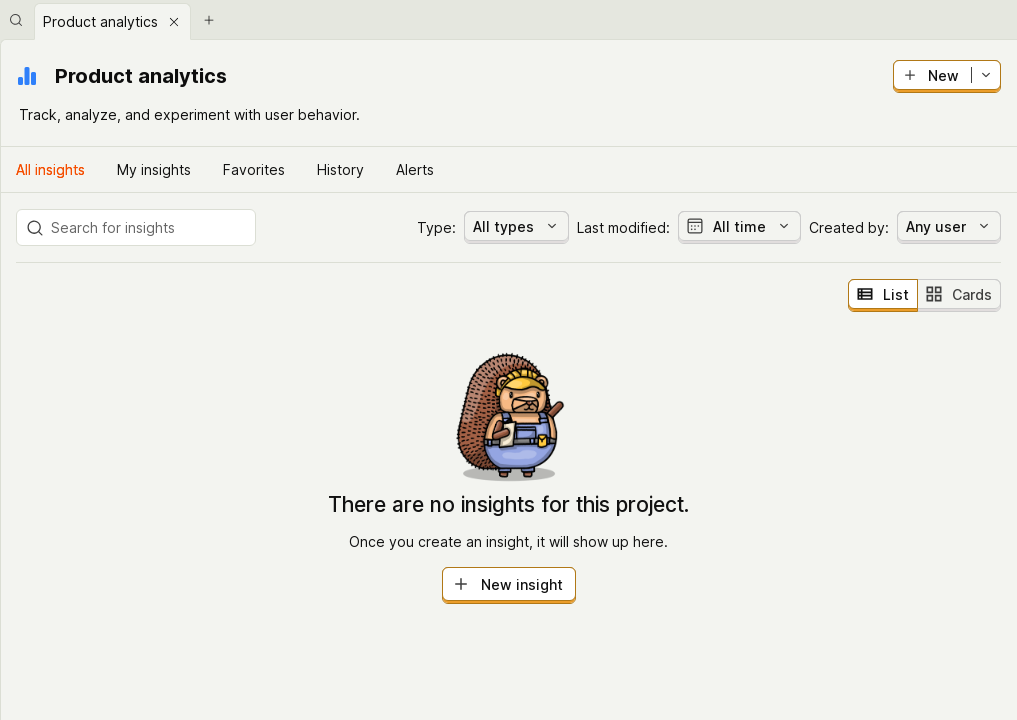 Product analytics
Product analytics
New
Track, analyze, and experiment with user behavior.
All insights My insights Favorites History Alerts
Search for insights Type: All types Last modified: All time Created by: Any user
List Cards
There are no insights for this project.
Once you create an insight, it will show up here.
New insight